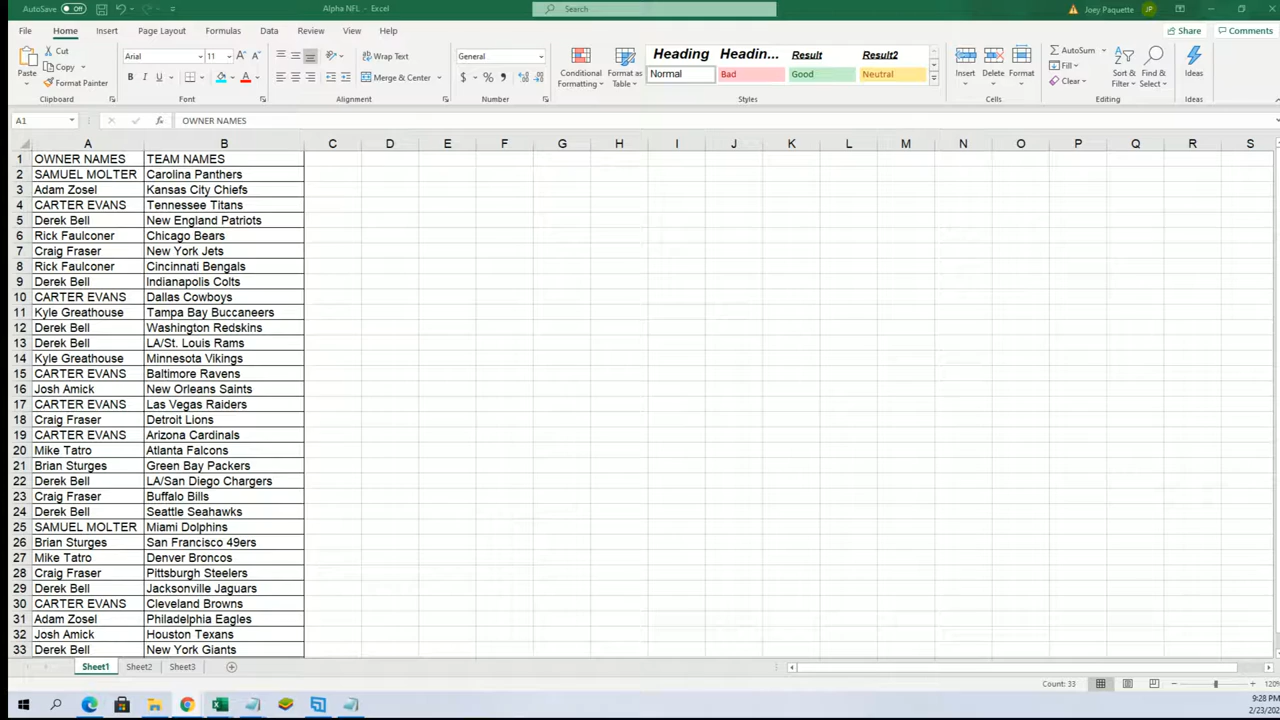 AutoSave Off Alpha NFL - Excel Search Joey Paquette JP
File Home Insert Page Layout Formulas Data Review View Help Share Comments
Cut Copy Format Painter Paste Clipboard
Arial 11 B I U A A Font
Wrap Text Merge & Center Alignment
General $ % 9 Number
Conditional Formatting Format as Table
Heading Headin... Result Result2
Normal Bad Good Neutral Styles
Insert Delete Format Cells
AutoSum Fill Clear Sort & Filter Find & Select Editing
Ideas Ideas
A1 fx OWNER NAMES
A B C D E F G H I J K L M N O P Q R S
1 OWNER NAMES TEAM NAMES
2 SAMUEL MOLTER Carolina Panthers
3 Adam Zosel Kansas City Chiefs
4 CARTER EVANS Tennessee Titans
5 Derek Bell New England Patriots
6 Rick Faulconer Chicago Bears
7 Craig Fraser New York Jets
8 Rick Faulconer Cincinnati Bengals
9 Derek Bell Indianapolis Colts
10 CARTER EVANS Dallas Cowboys
11 Kyle Greathouse Tampa Bay Buccaneers
12 Derek Bell Washington Redskins
13 Derek Bell LA/St. Louis Rams
14 Kyle Greathouse Minnesota Vikings
15 CARTER EVANS Baltimore Ravens
16 Josh Amick New Orleans Saints
17 CARTER EVANS Las Vegas Raiders
18 Craig Fraser Detroit Lions
19 CARTER EVANS Arizona Cardinals
20 Mike Tatro Atlanta Falcons
21 Brian Sturges Green Bay Packers
22 Derek Bell LA/San Diego Chargers
23 Craig Fraser Buffalo Bills
24 Derek Bell Seattle Seahawks
25 SAMUEL MOLTER Miami Dolphins
26 Brian Sturges San Francisco 49ers
27 Mike Tatro Denver Broncos
28 Craig Fraser Pittsburgh Steelers
29 Derek Bell Jacksonville Jaguars
30 CARTER EVANS Cleveland Browns
31 Adam Zosel Philadelphia Eagles
32 Josh Amick Houston Texans
33 Derek Bell New York Giants
Sheet1 Sheet2 Sheet3
Count: 33 120%
9:28 PM
2/23/202